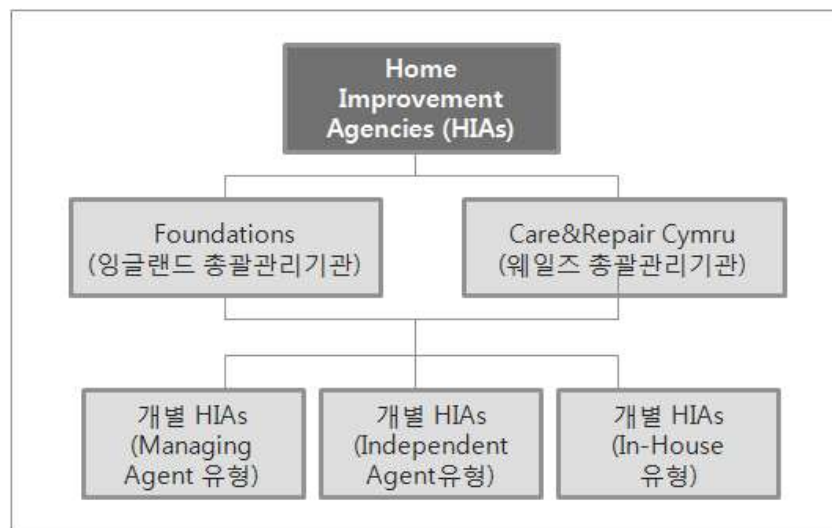 Home
Improvement
Agencies (HIAs)
Foundations
(잉글랜드 총괄관리기관)
Care&Repair Cymru
(웨일즈 총괄관리기관)
개별 HIAs
(Managing
Agent 유형)
개별 HIAs
(Independent
Agent유형)
개별 HIAs
(In-House
유형)